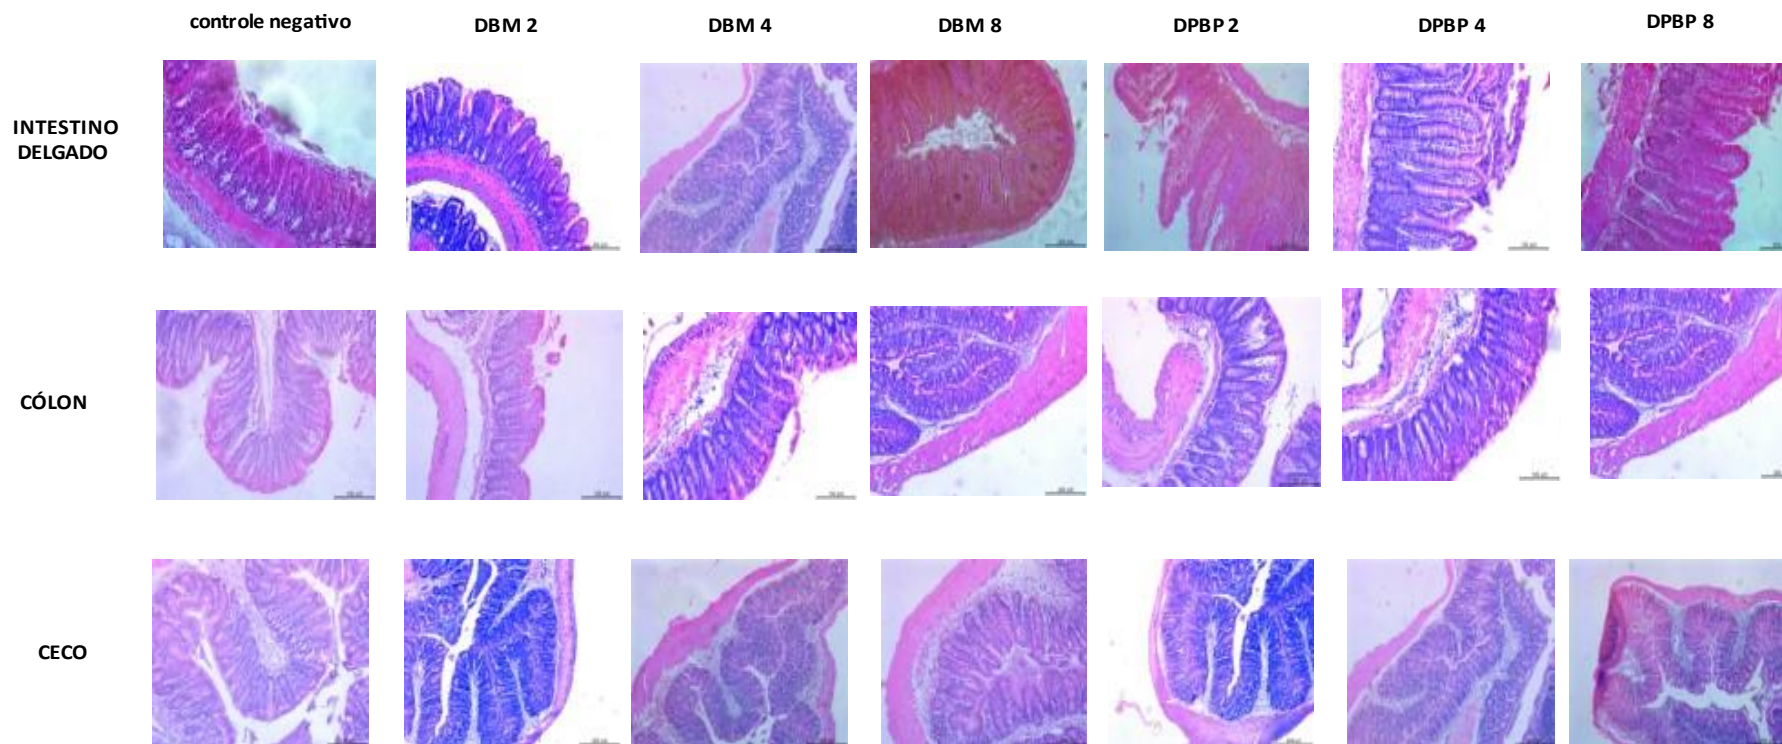 controle negativo
DBM 2
DBM 4
DBM 8
DPBP 2
DPBP 4
DPBP 8
INTESTINO
DELGADO
CÓLON
CECO